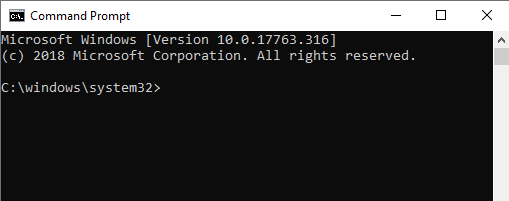 Command Prompt
Microsoft Windows [Version 10.0.17763.316]
(c) 2018 Microsoft Corporation. All rights reserved.
C:\windows\system32>